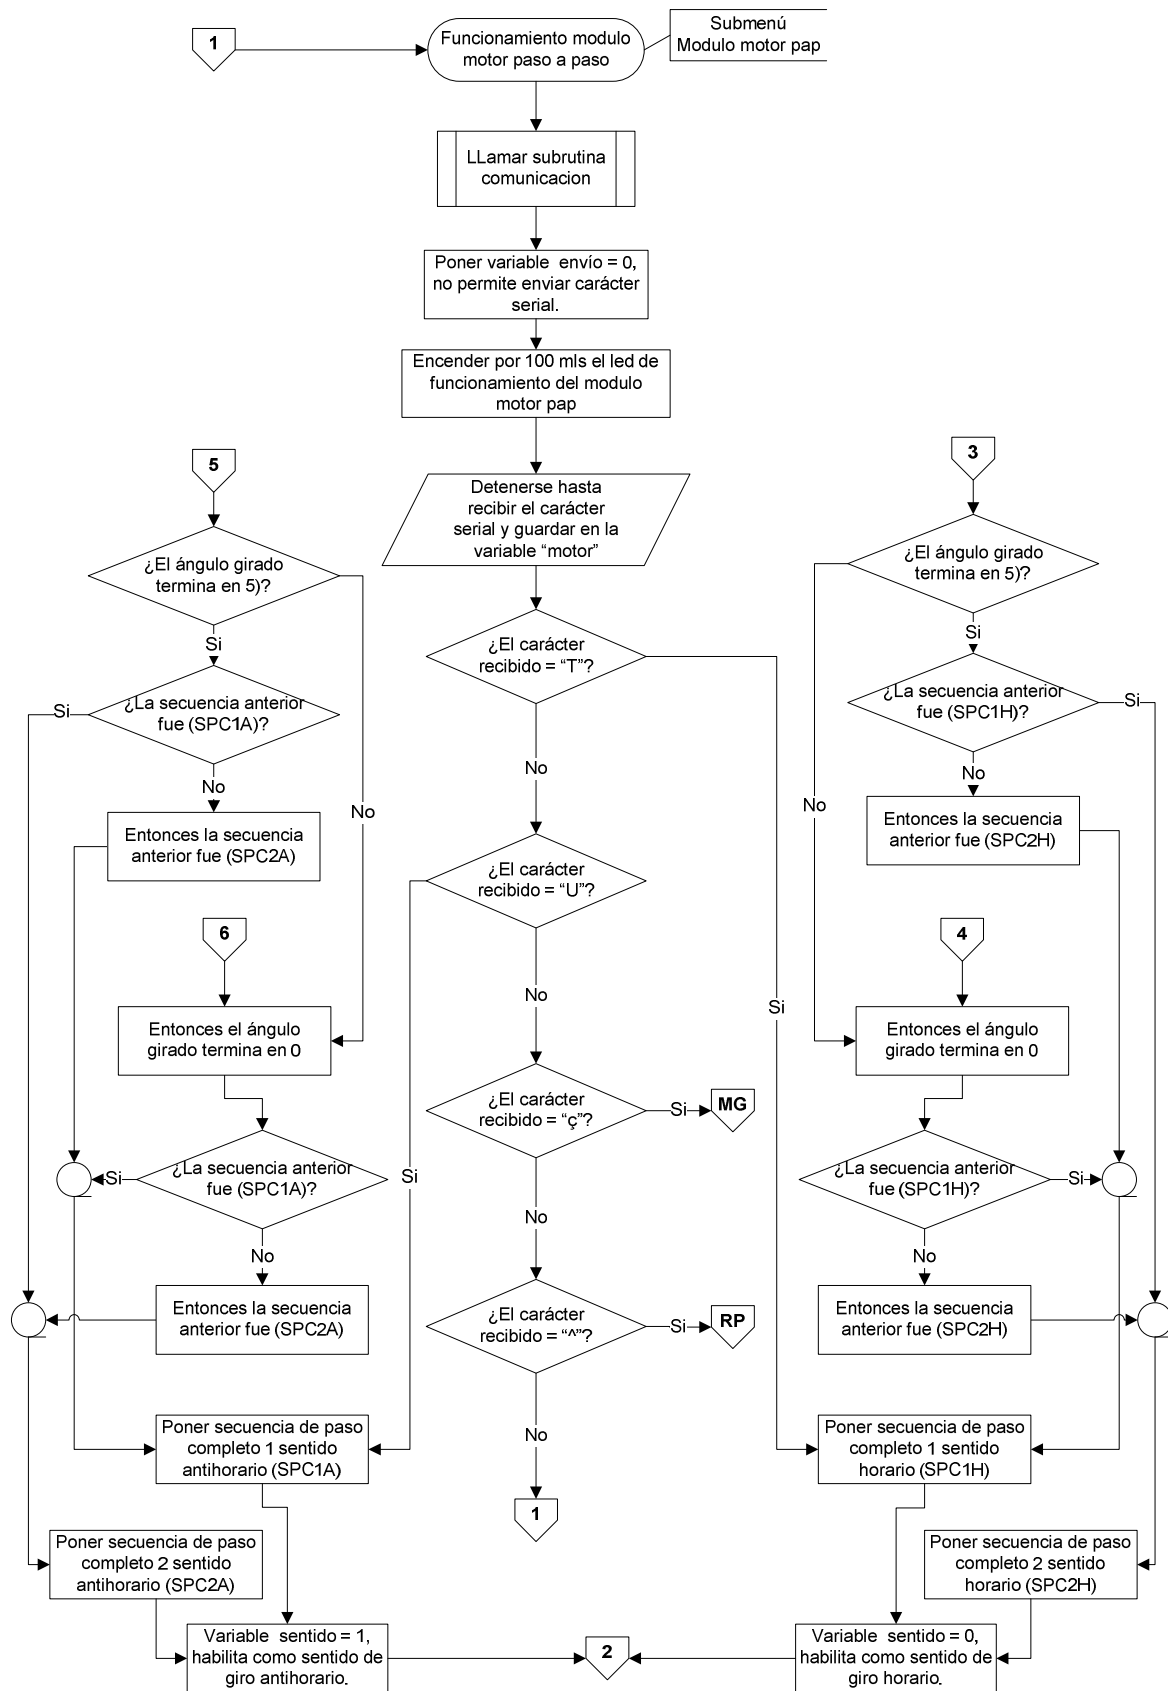 1
Funcionamiento modulo
motor paso a paso
Submenú
Modulo motor pap
LLamar subrutina
comunicacion
Poner variable envío = 0,
no permite enviar carácter
serial.
Encender por 100 mls el led de
funcionamiento del modulo
motor pap
Detenerse hasta
recibir el carácter
serial y guardar en la
variable “motor”
¿El carácter
recibido = “T”?
Si
No
¿El carácter
recibido = “U”?
Si
No
¿El carácter
recibido = “ç”?
Si
MG
No
¿El carácter
recibido = “^”?
Si
RP
No
1
5
¿El ángulo girado
termina en 5)?
Si
No
¿La secuencia anterior
fue (SPC1A)?
Si
No
Entonces la secuencia
anterior fue (SPC2A)
6
Entonces el ángulo
girado termina en 0
¿La secuencia anterior
fue (SPC1A)?
Si
No
Entonces la secuencia
anterior fue (SPC2A)
Poner secuencia de paso
completo 1 sentido
antihorario (SPC1A)
Poner secuencia de paso
completo 2 sentido
antihorario (SPC2A)
Variable sentido = 1,
habilita como sentido de
giro antihorario.
3
¿El ángulo girado
termina en 5)?
Si
No
¿La secuencia anterior
fue (SPC1H)?
Si
No
Entonces la secuencia
anterior fue (SPC2H)
4
Entonces el ángulo
girado termina en 0
¿La secuencia anterior
fue (SPC1H)?
Si
No
Entonces la secuencia
anterior fue (SPC2H)
Poner secuencia de paso
completo 1 sentido
horario (SPC1H)
Poner secuencia de paso
completo 2 sentido
horario (SPC2H)
Variable sentido = 0,
habilita como sentido de
giro horario.
2